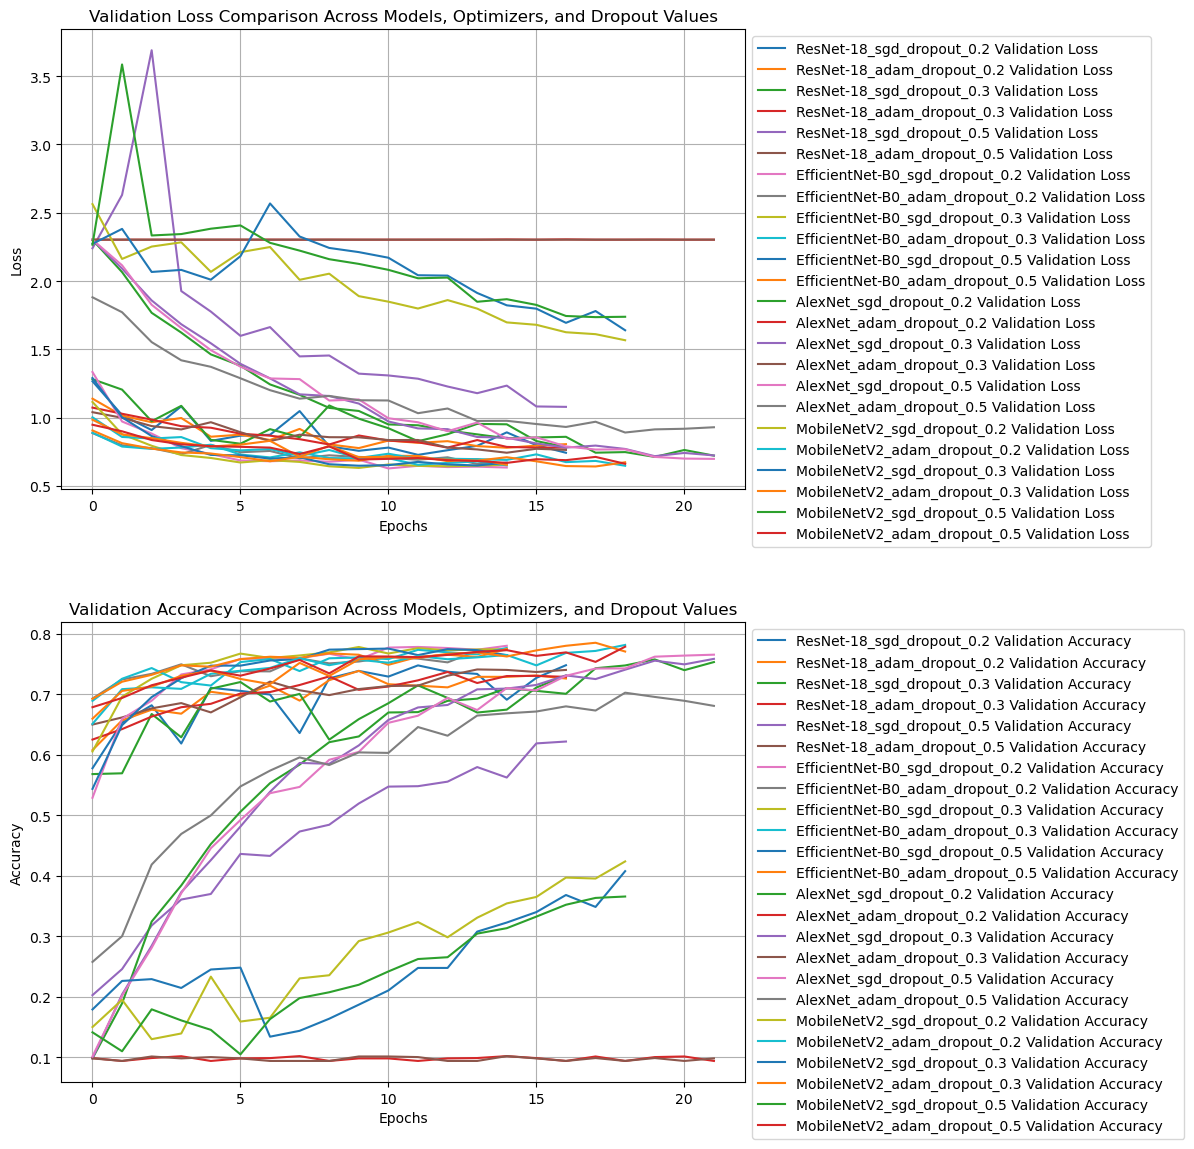 Validation Loss Comparison Across Models, Optimizers, and Dropout Values
3.5
3.0
2.5
2.0
1.5
1.0
0.5
Loss
0
5
10
15
20
Epochs
ResNet-18_sgd_dropout_0.2 Validation Loss
ResNet-18_adam_dropout_0.2 Validation Loss
ResNet-18_sgd_dropout_0.3 Validation Loss
ResNet-18_adam_dropout_0.3 Validation Loss
ResNet-18_sgd_dropout_0.5 Validation Loss
ResNet-18_adam_dropout_0.5 Validation Loss
EfficientNet-B0_sgd_dropout_0.2 Validation Loss
EfficientNet-B0_adam_dropout_0.2 Validation Loss
EfficientNet-B0_sgd_dropout_0.3 Validation Loss
EfficientNet-B0_adam_dropout_0.3 Validation Loss
EfficientNet-B0_sgd_dropout_0.5 Validation Loss
EfficientNet-B0_adam_dropout_0.5 Validation Loss
AlexNet_sgd_dropout_0.2 Validation Loss
AlexNet_adam_dropout_0.2 Validation Loss
AlexNet_sgd_dropout_0.3 Validation Loss
AlexNet_adam_dropout_0.3 Validation Loss
AlexNet_sgd_dropout_0.5 Validation Loss
AlexNet_adam_dropout_0.5 Validation Loss
MobileNetV2_sgd_dropout_0.2 Validation Loss
MobileNetV2_adam_dropout_0.2 Validation Loss
MobileNetV2_sgd_dropout_0.3 Validation Loss
MobileNetV2_adam_dropout_0.3 Validation Loss
MobileNetV2_sgd_dropout_0.5 Validation Loss
MobileNetV2_adam_dropout_0.5 Validation Loss
Validation Accuracy Comparison Across Models, Optimizers, and Dropout Values
0.8
0.7
0.6
0.5
0.4
0.3
0.2
0.1
Accuracy
0
5
10
15
20
Epochs
ResNet-18_sgd_dropout_0.2 Validation Accuracy
ResNet-18_adam_dropout_0.2 Validation Accuracy
ResNet-18_sgd_dropout_0.3 Validation Accuracy
ResNet-18_adam_dropout_0.3 Validation Accuracy
ResNet-18_sgd_dropout_0.5 Validation Accuracy
ResNet-18_adam_dropout_0.5 Validation Accuracy
EfficientNet-B0_sgd_dropout_0.2 Validation Accuracy
EfficientNet-B0_adam_dropout_0.2 Validation Accuracy
EfficientNet-B0_sgd_dropout_0.3 Validation Accuracy
EfficientNet-B0_adam_dropout_0.3 Validation Accuracy
EfficientNet-B0_sgd_dropout_0.5 Validation Accuracy
EfficientNet-B0_adam_dropout_0.5 Validation Accuracy
AlexNet_sgd_dropout_0.2 Validation Accuracy
AlexNet_adam_dropout_0.2 Validation Accuracy
AlexNet_sgd_dropout_0.3 Validation Accuracy
AlexNet_adam_dropout_0.3 Validation Accuracy
AlexNet_sgd_dropout_0.5 Validation Accuracy
AlexNet_adam_dropout_0.5 Validation Accuracy
MobileNetV2_sgd_dropout_0.2 Validation Accuracy
MobileNetV2_adam_dropout_0.2 Validation Accuracy
MobileNetV2_sgd_dropout_0.3 Validation Accuracy
MobileNetV2_adam_dropout_0.3 Validation Accuracy
MobileNetV2_sgd_dropout_0.5 Validation Accuracy
MobileNetV2_adam_dropout_0.5 Validation Accuracy